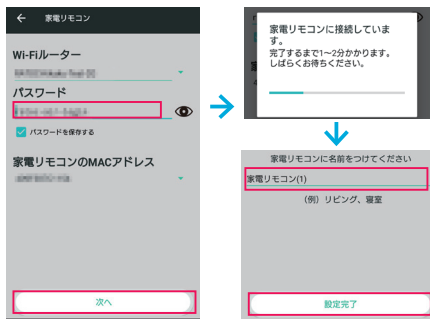 家電リモコン
Wi-Fiルーター
パスワード
パスワードを保存する
家電リモコンのMACアドレス
次へ
家電リモコンに接続していま
す。
完了するまで1～2分かかります。
しばらくお待ちください。
家電リモコンに名前をつけてください
家電リモコン(1)
(例) リビング、寝室
設定完了